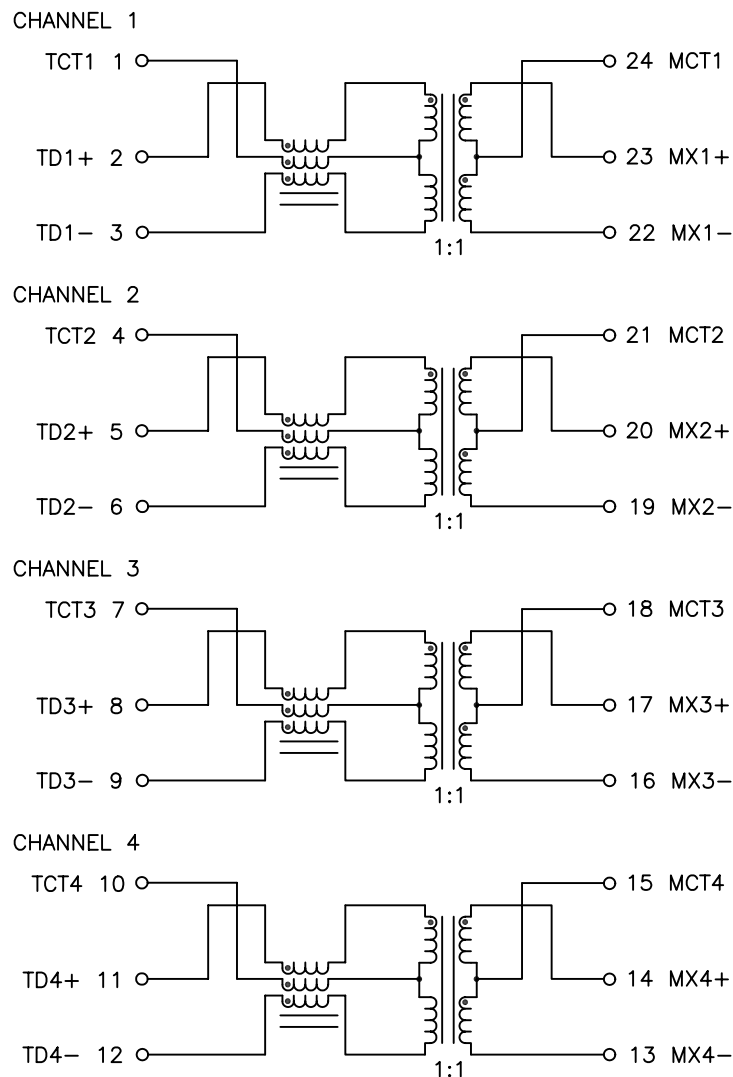 CHANNEL 1
TCT1 1 24 MCT1
TD1+ 2 23 MX1+
TD1- 3 22 MX1-
1:1
CHANNEL 2
TCT2 4 21 MCT2
TD2+ 5 20 MX2+
TD2- 6 19 MX2-
1:1
CHANNEL 3
TCT3 7 18 MCT3
TD3+ 8 17 MX3+
TD3- 9 16 MX3-
1:1
CHANNEL 4
TCT4 10 15 MCT4
TD4+ 11 14 MX4+
TD4- 12 13 MX4-
1:1